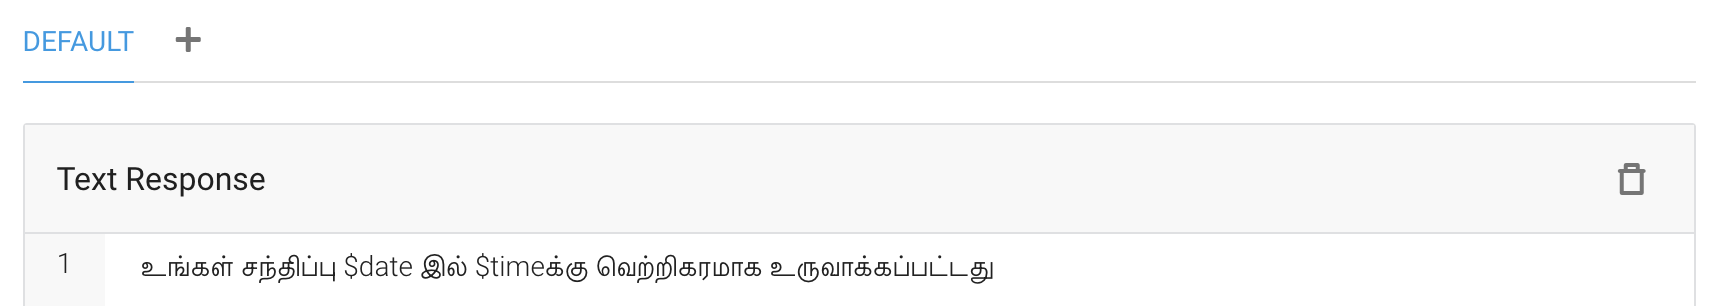 DEFAULT +
Text Response
1 உங்கள் சந்திப்பு $date இல் $timeக்கு வெற்றிகரமாக உருவாக்கப்பட்டது